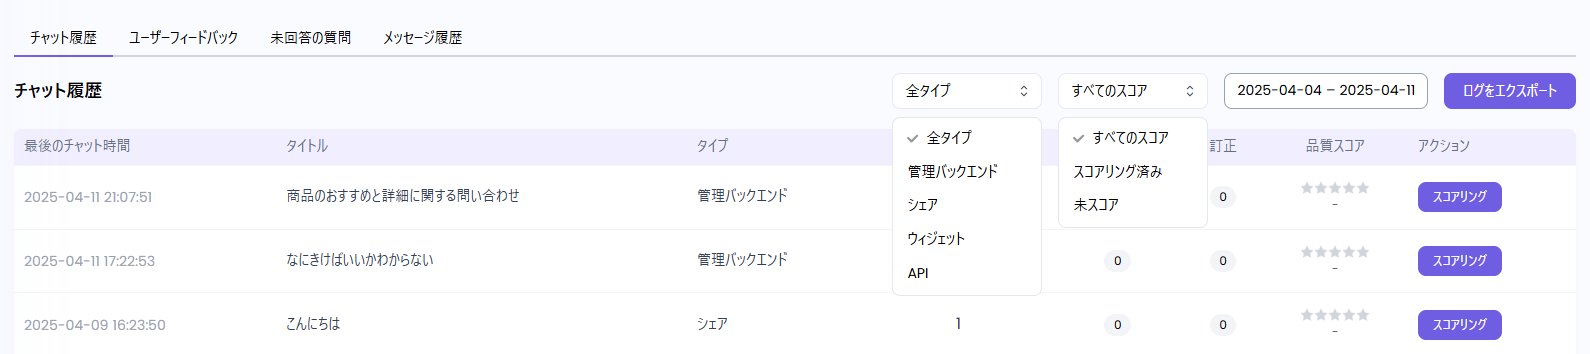 チャット履歴 ユーザーフィードバック 未回答の質問 メッセージ履歴
チャット履歴 全タイプ すべてのスコア 2025-04-04 – 2025-04-11 ログをエクスポート
最後のチャット時間 タイトル タイプ 訂正 品質スコア アクション
全タイプ
管理バックエンド
シェア
ウィジェット
API
すべてのスコア
スコアリング済み
未スコア
2025-04-11 21:07:51 商品のおすすめと詳細に関する問い合わせ 管理バックエンド 0 - スコアリング
2025-04-11 17:22:53 なにきけばいいかわからない 管理バックエンド 0 0 - スコアリング
2025-04-09 16:23:50 こんにちは シェア 1 0 0 - スコアリング